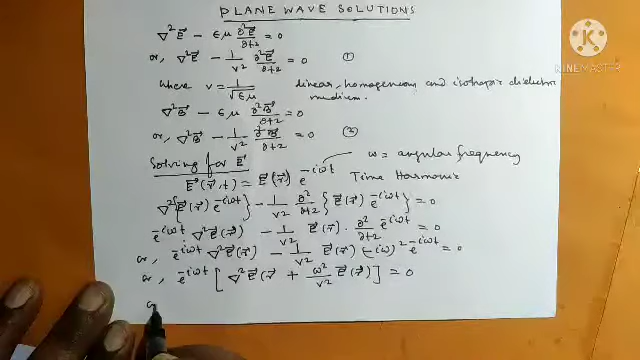 PLANE WAVE SOLUTIONS
∇²E⃗ - εμ ∂²E⃗/∂t² = 0
or, ∇²E⃗ - 1/v² ∂²E⃗/∂t² = 0 (1)
where v = 1/√εμ linear, homogeneous and isotropic dielectric medium.
∇²B⃗ - εμ ∂²B⃗/∂t² = 0
or, ∇²B⃗ - 1/v² ∂²B⃗/∂t² = 0 (2)
Solving for E⃗
ω = angular frequency
E⃗(r⃗,t) = E⃗(r⃗) e^-iωt Time Harmonic
∇²{E⃗(r⃗) e^-iωt} - 1/v² ∂²/∂t² {E⃗(r⃗) e^-iωt} = 0
e^-iωt ∇²E⃗(r⃗) - 1/v² E⃗(r⃗) · ∂²/∂t² e^-iωt = 0
or, e^-iωt ∇²E⃗(r⃗) - 1/v² E⃗(r⃗) (-iω)² e^-iωt = 0
or, e^-iωt [∇²E⃗(r⃗ + ω²/v² E⃗(r⃗)] = 0
KINEMASTER